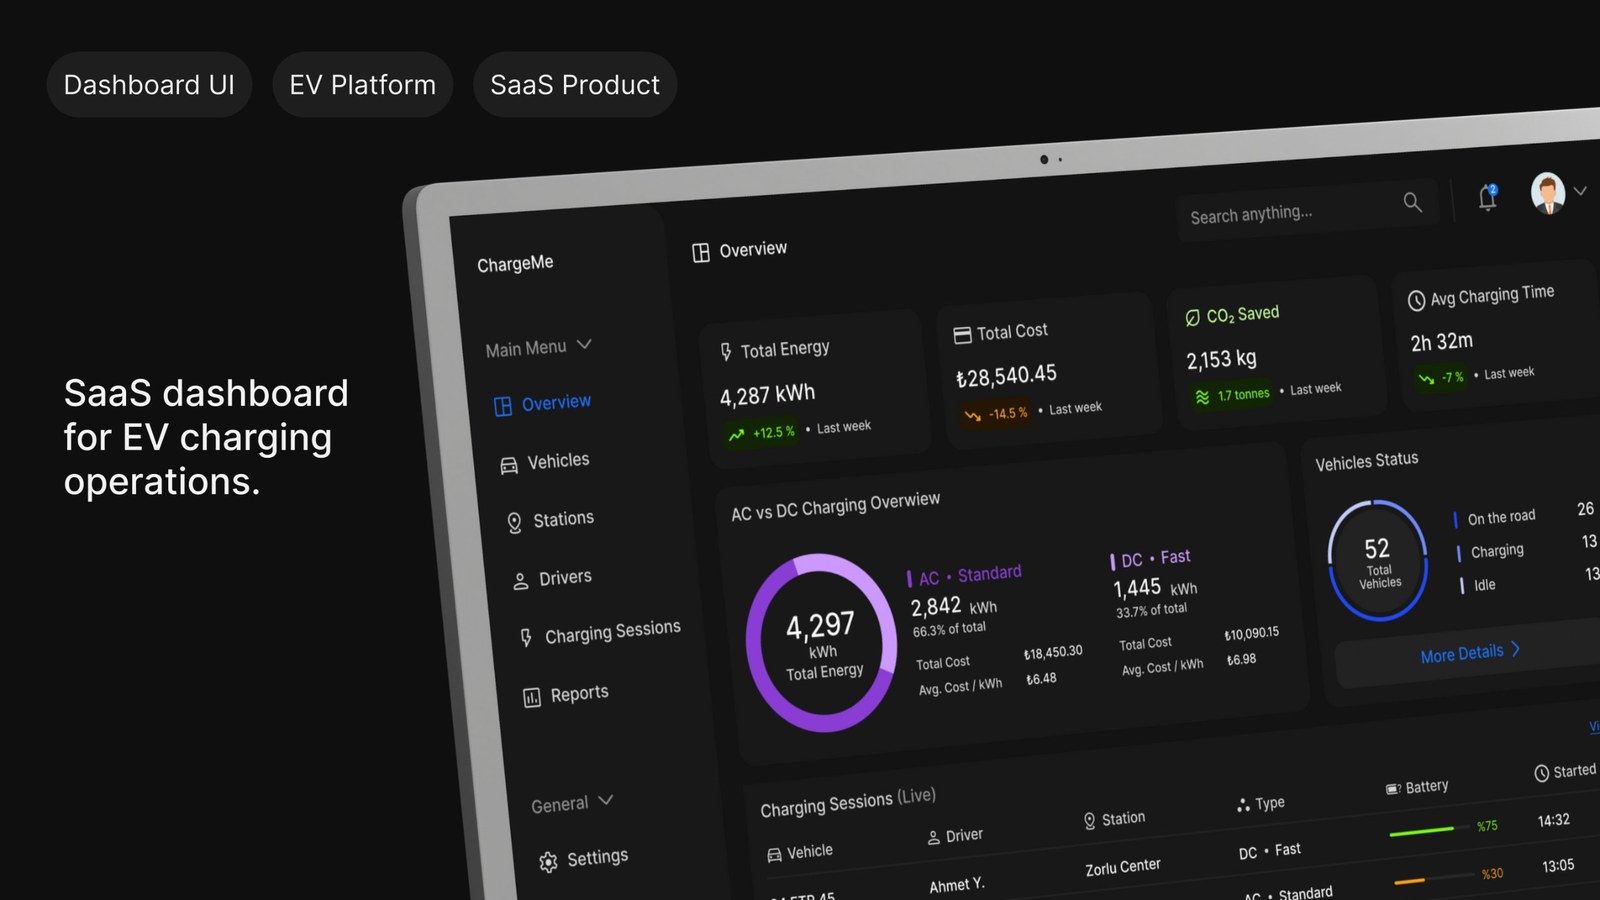 Dashboard UI
EV Platform
SaaS Product
SaaS dashboard
for EV charging
operations.
ChargeMe
Main Menu
Overview
Vehicles
Stations
Drivers
Charging Sessions
Reports
General
Settings
Overview
Search anything...
2
Total Energy
4,287 kWh
+12.5 % • Last week
Total Cost
₺28,540.45
-14.5 % • Last week
CO₂ Saved
2,153 kg
1.7 tonnes • Last week
Avg Charging Time
2h 32m
-7 % • Last week
AC vs DC Charging Overwiew
4,297
kWh
Total Energy
AC • Standard
2,842 kWh
66.3% of total
Total Cost ₺18,450.30
Avg. Cost / kWh ₺6.48
DC • Fast
1,445 kWh
33.7% of total
Total Cost ₺10,090.15
Avg. Cost / kWh ₺6.98
Vehicles Status
52
Total
Vehicles
On the road 26
Charging 13
Idle 13
More Details
Charging Sessions (Live)
Vehicle Driver Station Type Battery Started
Ahmet Y. Zorlu Center DC • Fast %75 14:32
AC • Standard %30 13:05